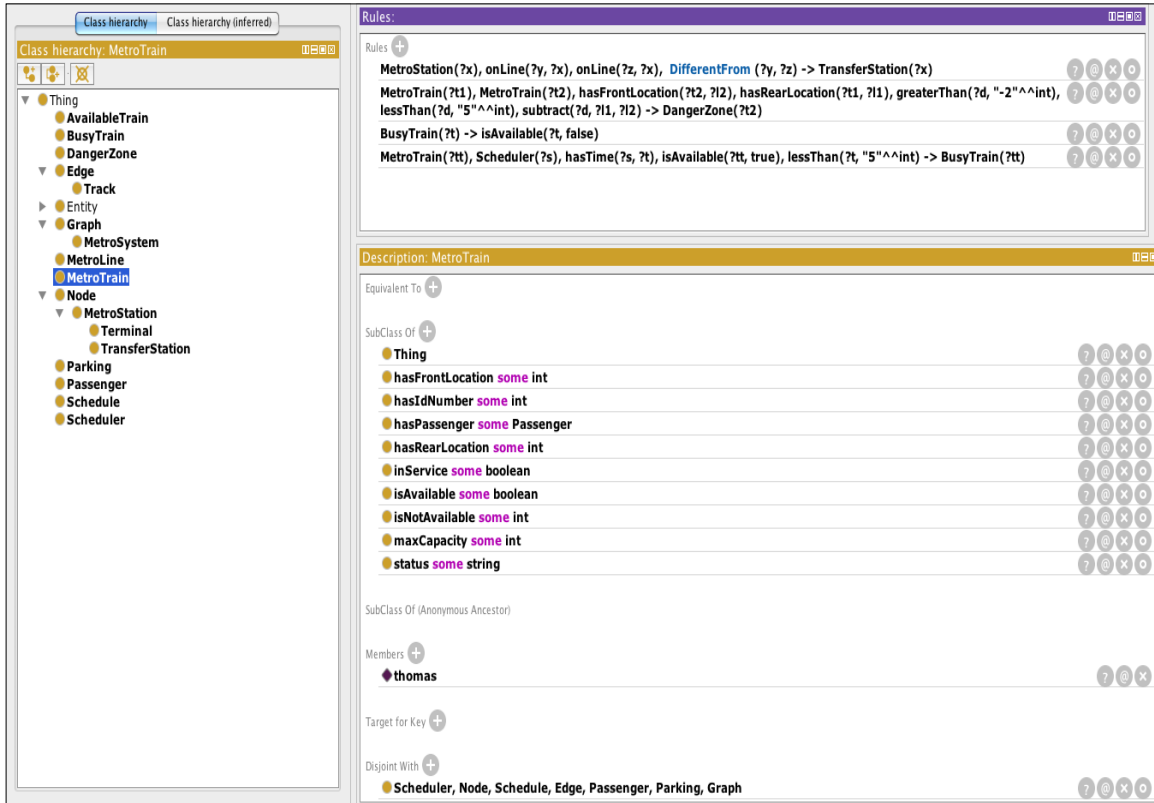 Class hierarchy Class hierarchy (inferred)
Class hierarchy: MetroTrain
Thing
AvailableTrain
BusyTrain
DangerZone
Edge
Track
Entity
Graph
MetroSystem
MetroLine
MetroTrain
Node
MetroStation
Terminal
TransferStation
Parking
Passenger
Schedule
Scheduler
Rules:
Rules
MetroStation(?x), onLine(?y, ?x), onLine(?z, ?x), DifferentFrom (?y, ?z) -> TransferStation(?x)
MetroTrain(?t1), MetroTrain(?t2), hasFrontLocation(?t2, ?l2), hasRearLocation(?t1, ?l1), greaterThan(?d, "-2"^^int),
lessThan(?d, "5"^^int), subtract(?d, ?l1, ?l2) -> DangerZone(?t2)
BusyTrain(?t) -> isAvailable(?t, false)
MetroTrain(?tt), Scheduler(?s), hasTime(?s, ?t), isAvailable(?tt, true), lessThan(?t, "5"^^int) -> BusyTrain(?tt)
Description: MetroTrain
Equivalent To
SubClass Of
Thing
hasFrontLocation some int
hasIdNumber some int
hasPassenger some Passenger
hasRearLocation some int
inService some boolean
isAvailable some boolean
isNotAvailable some int
maxCapacity some int
status some string
SubClass Of (Anonymous Ancestor)
Members
thomas
Target for Key
Disjoint With
Scheduler, Node, Schedule, Edge, Passenger, Parking, Graph